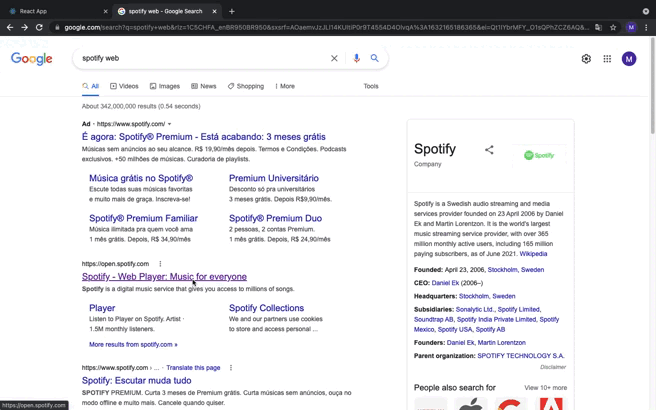 React App
spotify web - Google Search
google.com/search?q=spotify+web&rlz=1C5CHFA_enBR950BR950&sxsrf=
Google
spotify web
M
All
Videos
Images
News
Shopping
More
Tools
About 342,000,000 results (0.54 seconds)
Ad · https://www.spotify.com/
É agora: Spotify® Premium - Está acabando: 3 meses grátis
Músicas sem anúncios ao seu alcance. R$ 19,90/mês depois. Termos e Condições. Podcasts
exclusivos. +50 milhões de músicas. Curadoria de playlists.
Música grátis no Spotify®
Escute todas suas músicas favoritas
e muito mais de graça. Inscreva-se!
Premium Universitário
Desconto só pra universitários
3 meses grátis. Depois R$9,90/mês.
Spotify® Premium Familiar
Música ilimitada pra quem você ama
1 mês grátis. Depois, R$ 34,90/mês
Spotify® Premium Duo
2 pessoas, 2 contas Premium.
1 mês grátis. Depois, R$ 24,90/mês
https://open.spotify.com
Spotify - Web Player: Music for everyone
Spotify is a digital music service that gives you access to millions of songs.
Player
Listen to Player on Spotify. Artist ·
1.5M monthly listeners.
Spotify Collections
We and our partners use cookies
to store and access personal ...
More results from spotify.com »
https://www.spotify.com › ... · Translate this page
Spotify: Escutar muda tudo
SPOTIFY PREMIUM. Curta 3 meses de Premium grátis. Curta músicas sem anúncios, ouça no
modo offline e muito mais. Cancele quando quiser.
https://open.spotify.com
Spotify
Company
Spotify
Spotify is a Swedish audio streaming and media
services provider founded on 23 April 2006 by Daniel
Ek and Martin Lorentzon. It is the world's largest
music streaming service provider, with over 365
million monthly active users, including 165 million
paying subscribers, as of June 2021. Wikipedia
Founded: April 23, 2006, Stockholm, Sweden
CEO: Daniel Ek (2006–)
Headquarters: Stockholm, Sweden
Subsidiaries: Sonalytic Ltd., Spotify Limited,
Soundtrap AB, Spotify India Private Limited, Spotify
Mexico, Spotify USA, Spotify AB
Founders: Daniel Ek, Martin Lorentzon
Parent organization: SPOTIFY TECHNOLOGY S.A.
Disclaimer
People also search for
View 10+ more